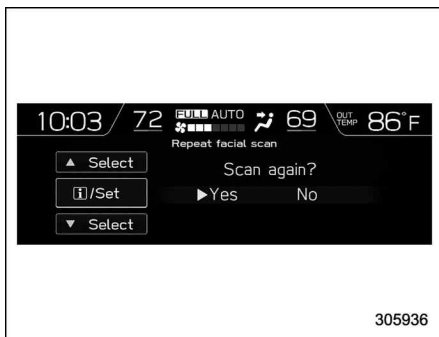 10:03 72 FULL AUTO 69 OUT TEMP 86°F
Repeat facial scan
▲ Select
Scan again?
i/Set
▶Yes No
▼ Select
305936